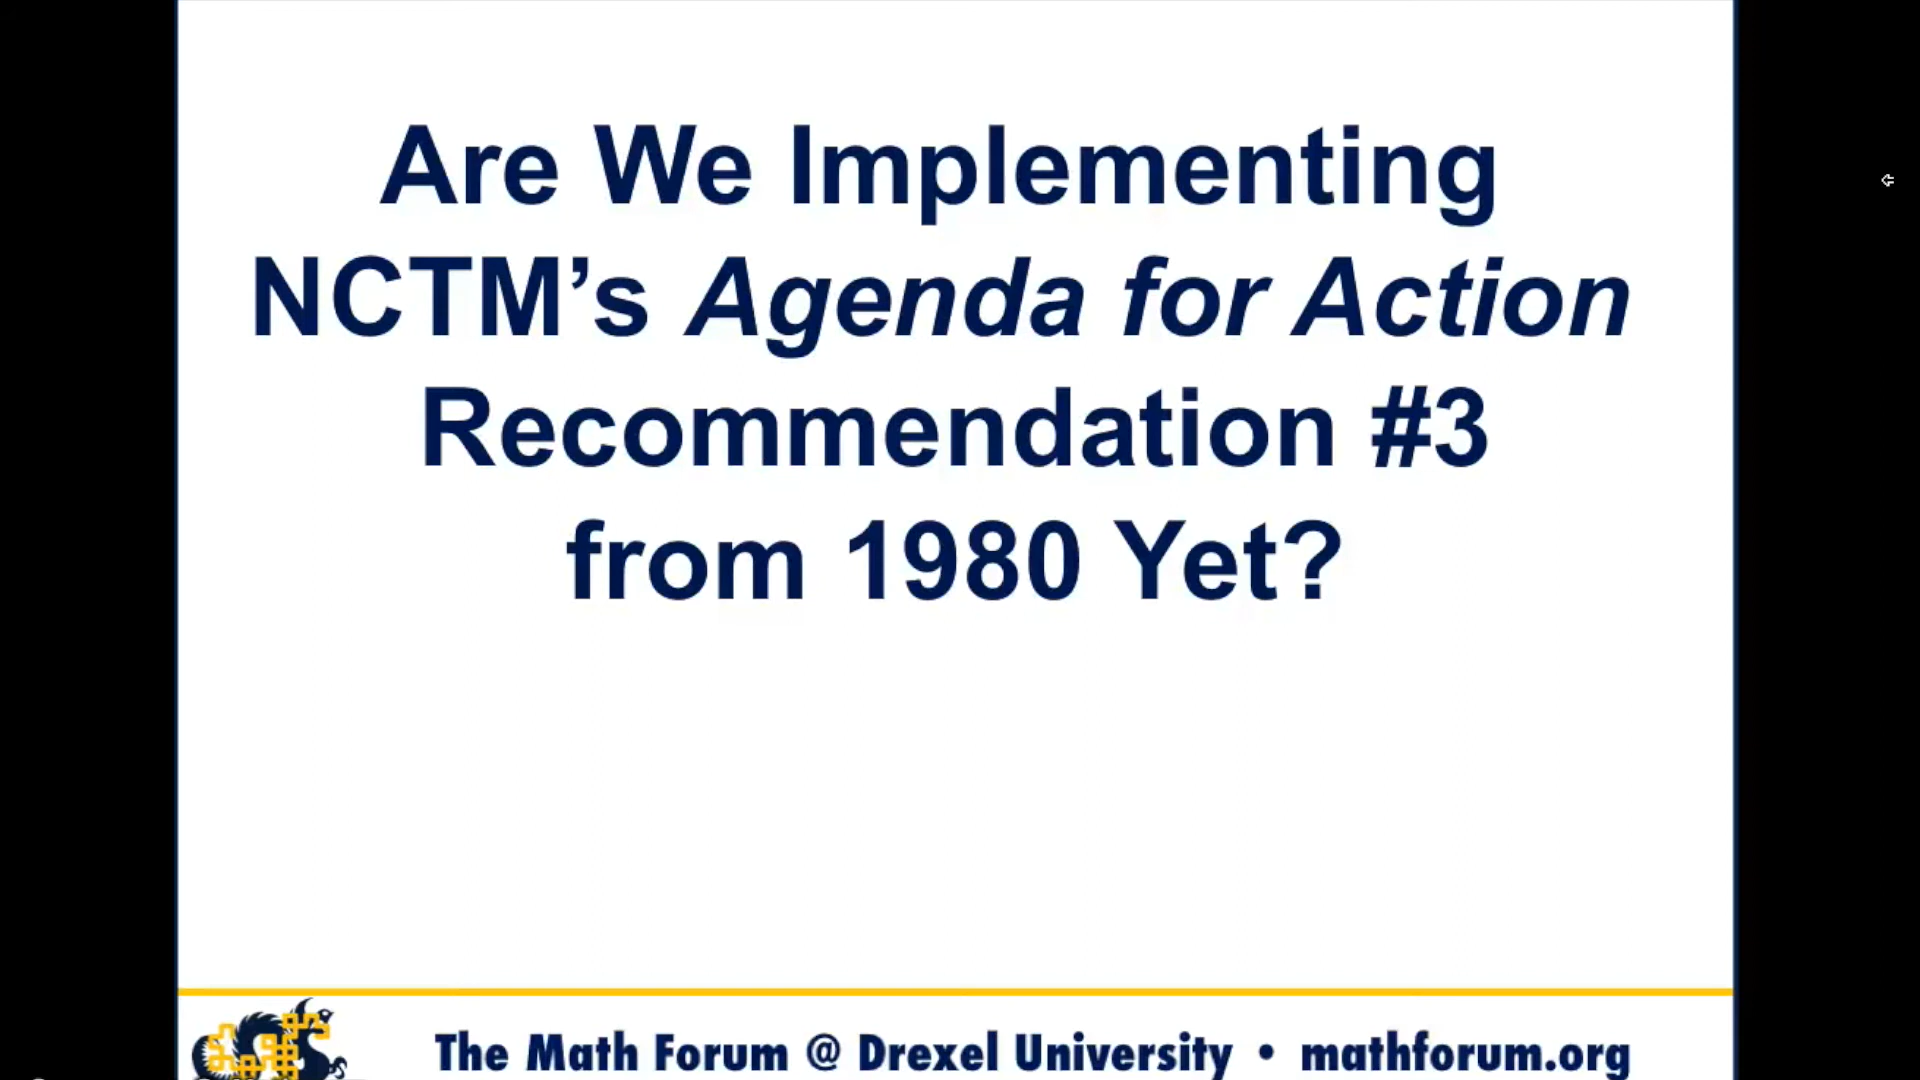 Are We Implementing
NCTM’s Agenda for Action
Recommendation #3
from 1980 Yet?
The Math Forum @ Drexel University • mathforum.org